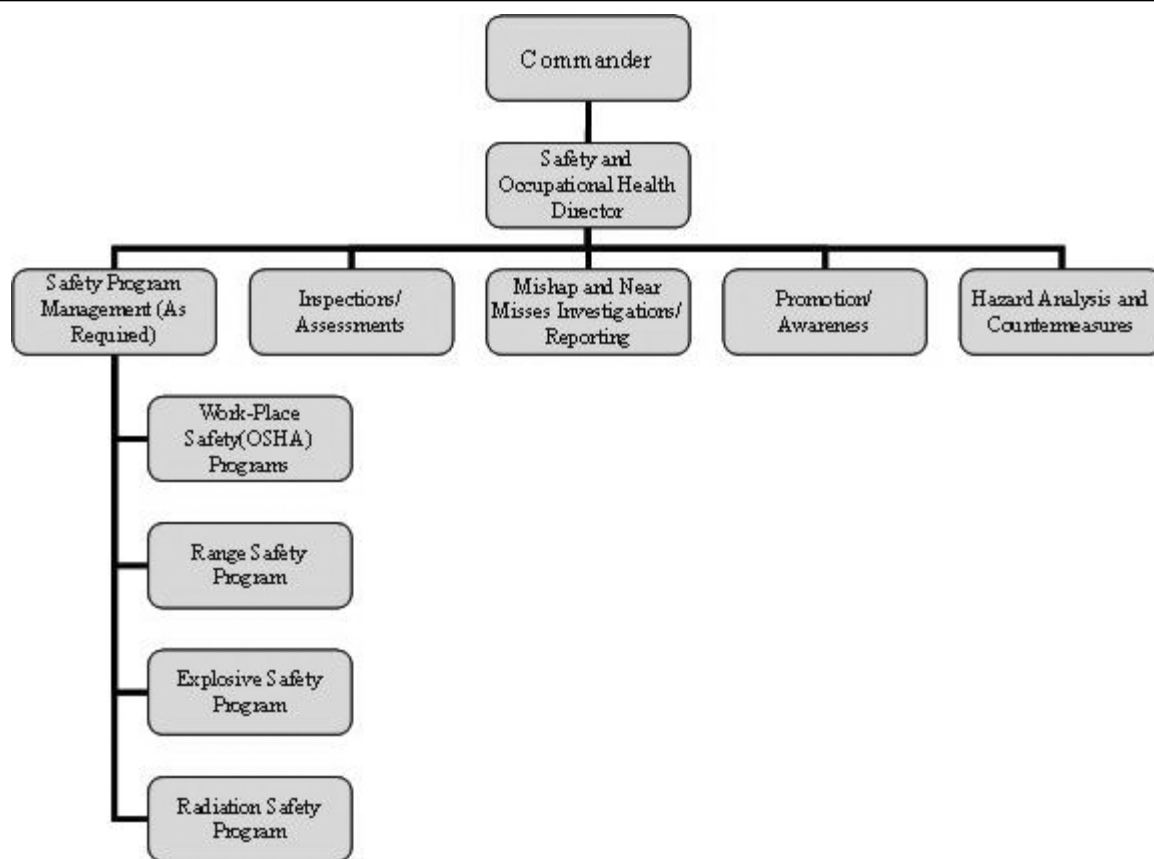 Commander
Safety and
Occupational Health
Director
Safety Program
Management (As
Required)
Inspections/
Assessments
Mishap and Near
Misses Investigations/
Reporting
Promotion/
Awareness
Hazard Analysis and
Countermeasures
Work-Place
Safety(OSHA)
Programs
Range Safety
Program
Explosive Safety
Program
Radiation Safety
Program